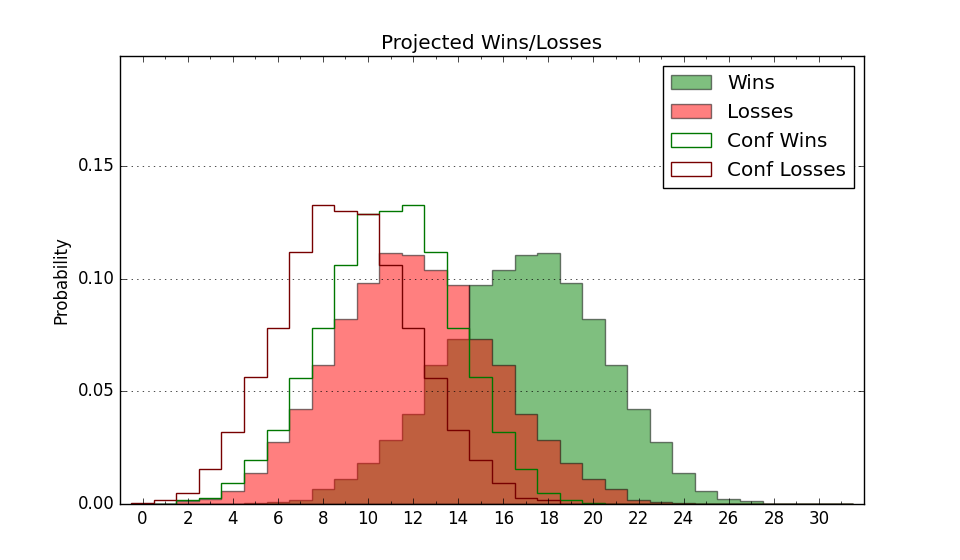 Projected Wins/Losses
Wins
Losses
Conf Wins
Conf Losses
Probability
0.15
0.10
0.05
0.00
0 2 4 6 8 10 12 14 16 18 20 22 24 26 28 30